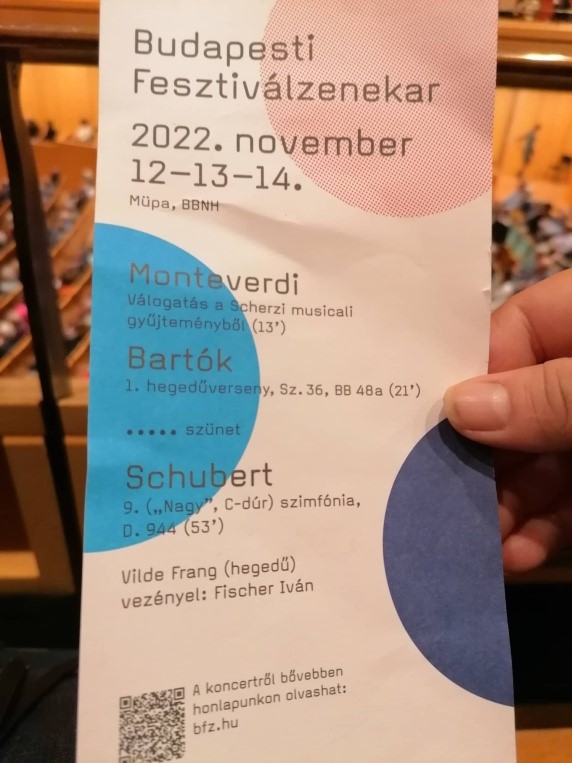 Budapesti
Fesztiválzenekar
2022. november
12–13–14.
Müpa, BBNH
Monteverdi
Válogatás a Scherzi musicali
gyűjteményből (13’)
Bartók
1. hegedűverseny, Sz. 36, BB 48a (21’)
..... szünet
Schubert
9. („Nagy”, C-dúr) szimfónia,
D. 944 (53’)
Vilde Frang (hegedű)
vezényel: Fischer Iván
A koncertről bővebben
honlapunkon olvashat:
bfz.hu